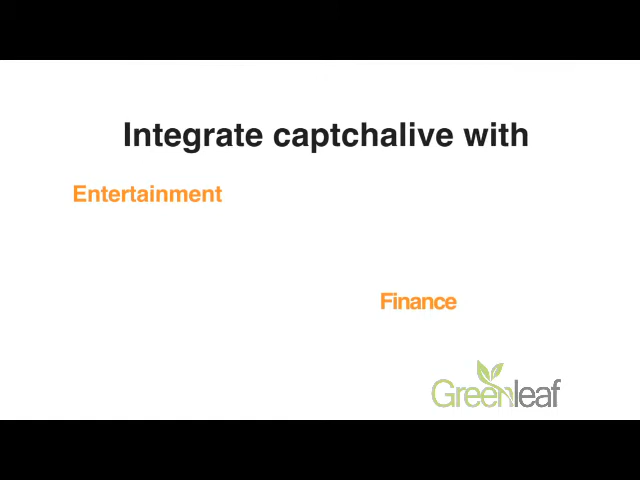 Integrate captchalive with
Entertainment
Finance
Greenleaf